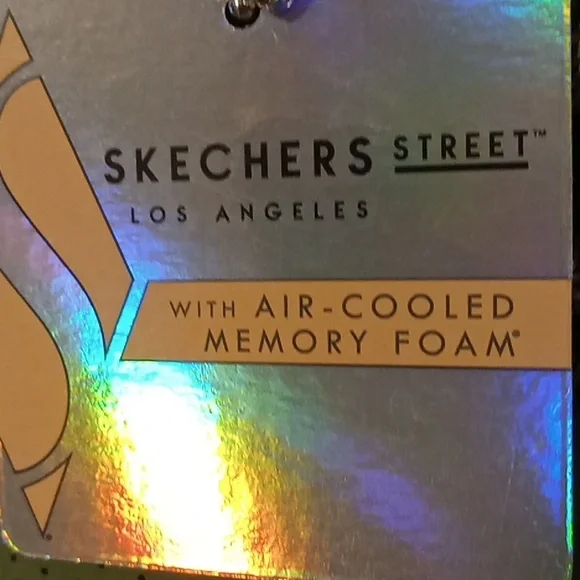 SKECHERS STREET™
LOS ANGELES
WITH AIR-COOLED
MEMORY FOAM®